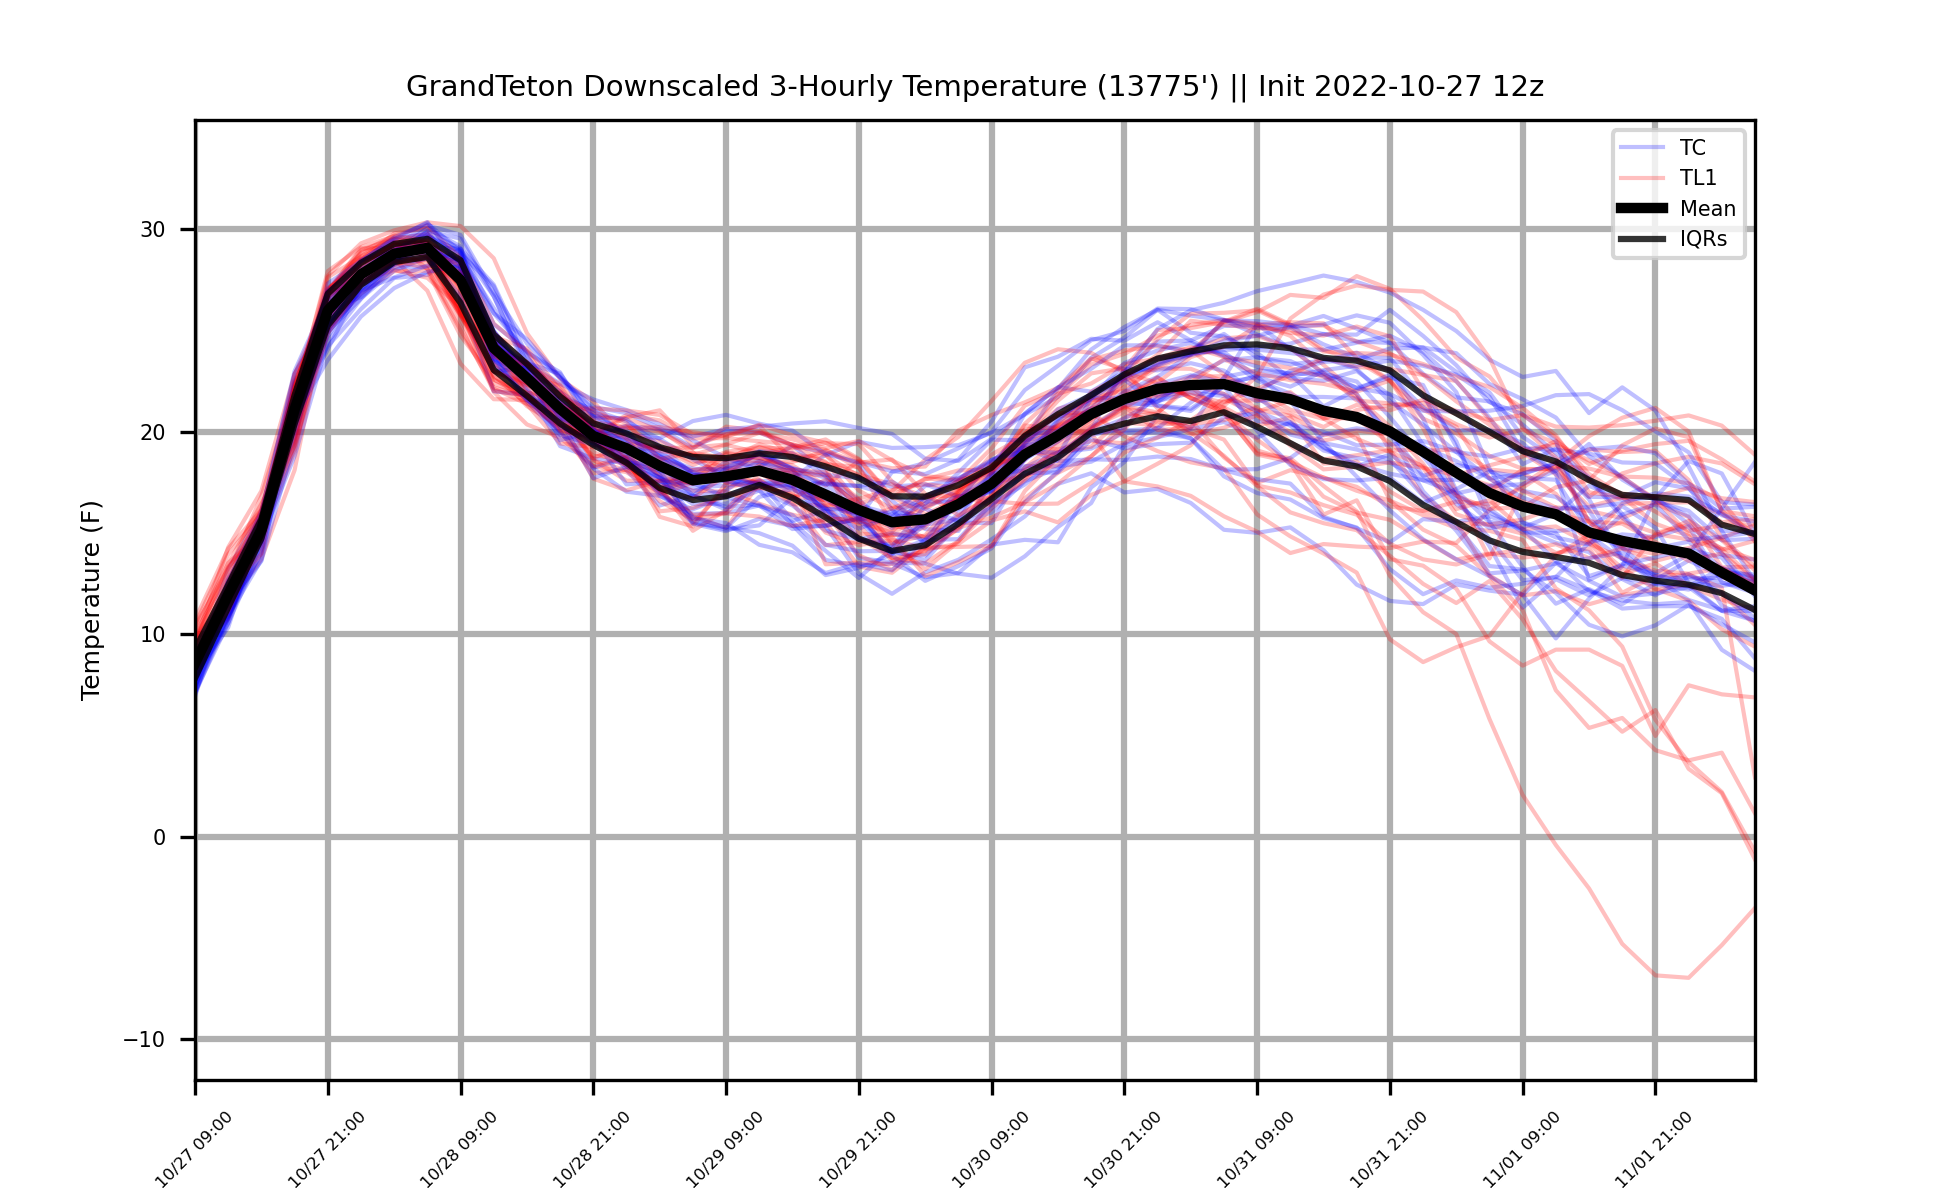 GrandTeton Downscaled 3-Hourly Temperature (13775') || Init 2022-10-27 12z
TC
TL1
Mean
IQRs
Temperature (F)
30
20
10
0
−10
10/27 09:00
10/27 21:00
10/28 09:00
10/28 21:00
10/29 09:00
10/29 21:00
10/30 09:00
10/30 21:00
10/31 09:00
10/31 21:00
11/01 09:00
11/01 21:00